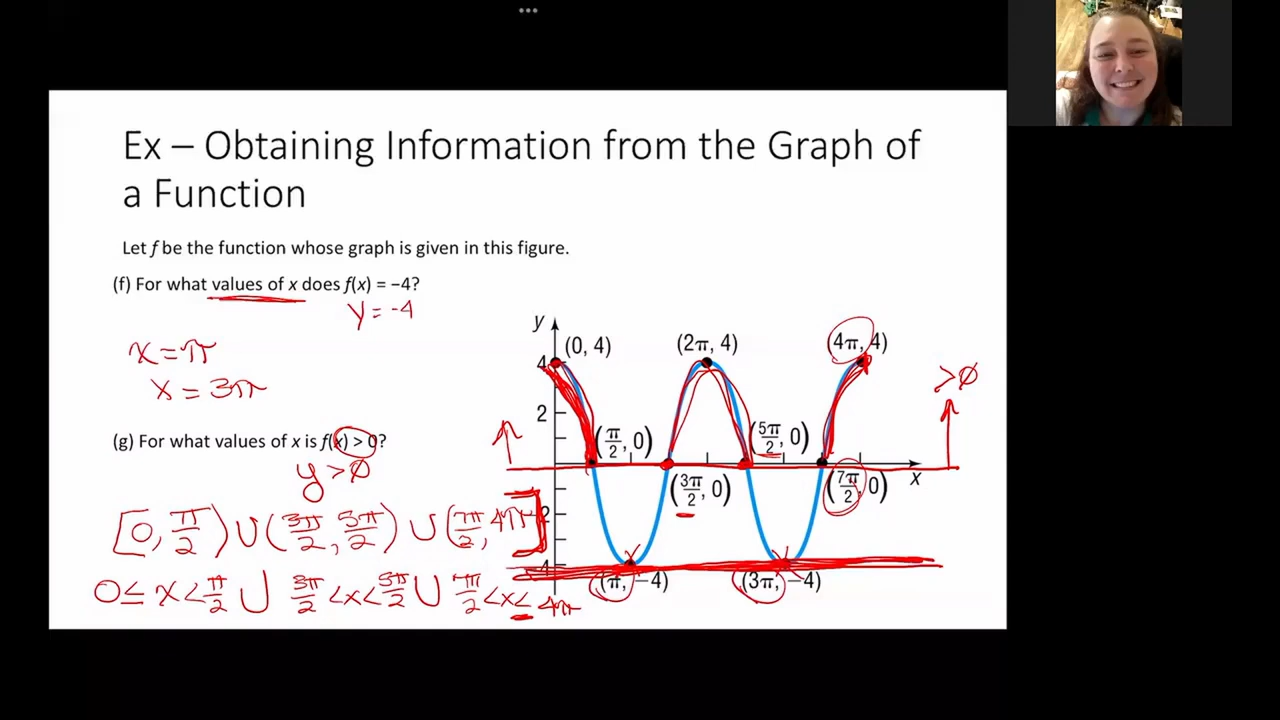 Ex – Obtaining Information from the Graph of
a Function
Let f be the function whose graph is given in this figure.
(f) For what values of x does f(x) = −4?
y = -4
x = π
x = 3π
(g) For what values of x is f(x) > 0?
y > 0
[0, π/2) ∪ (3π/2, 5π/2) ∪ (7π/2, 4π]
0 ≤ x < π/2 ∪ 3π/2 < x < 5π/2 ∪ 7π/2 < x ≤ 4π
y
(0, 4)
(2π, 4)
(4π, 4)
4
> 0
2
(π/2, 0)
(5π/2, 0)
(3π/2, 0)
(7π/2, 0)
x
(π, −4)
(3π, −4)